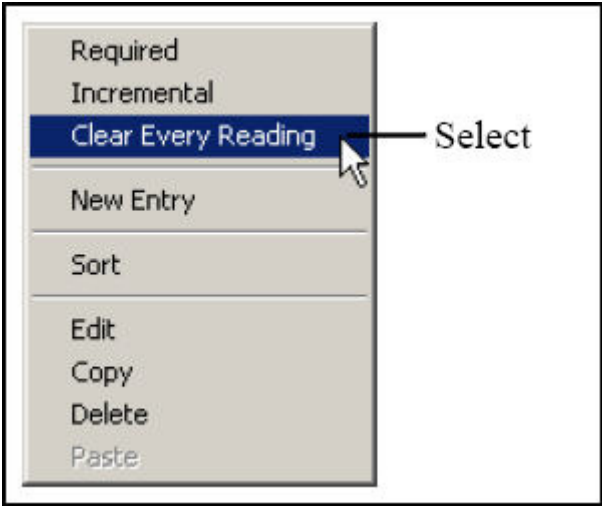 Required
Incremental
Clear Every Reading
Select
New Entry
Sort
Edit
Copy
Delete
Paste